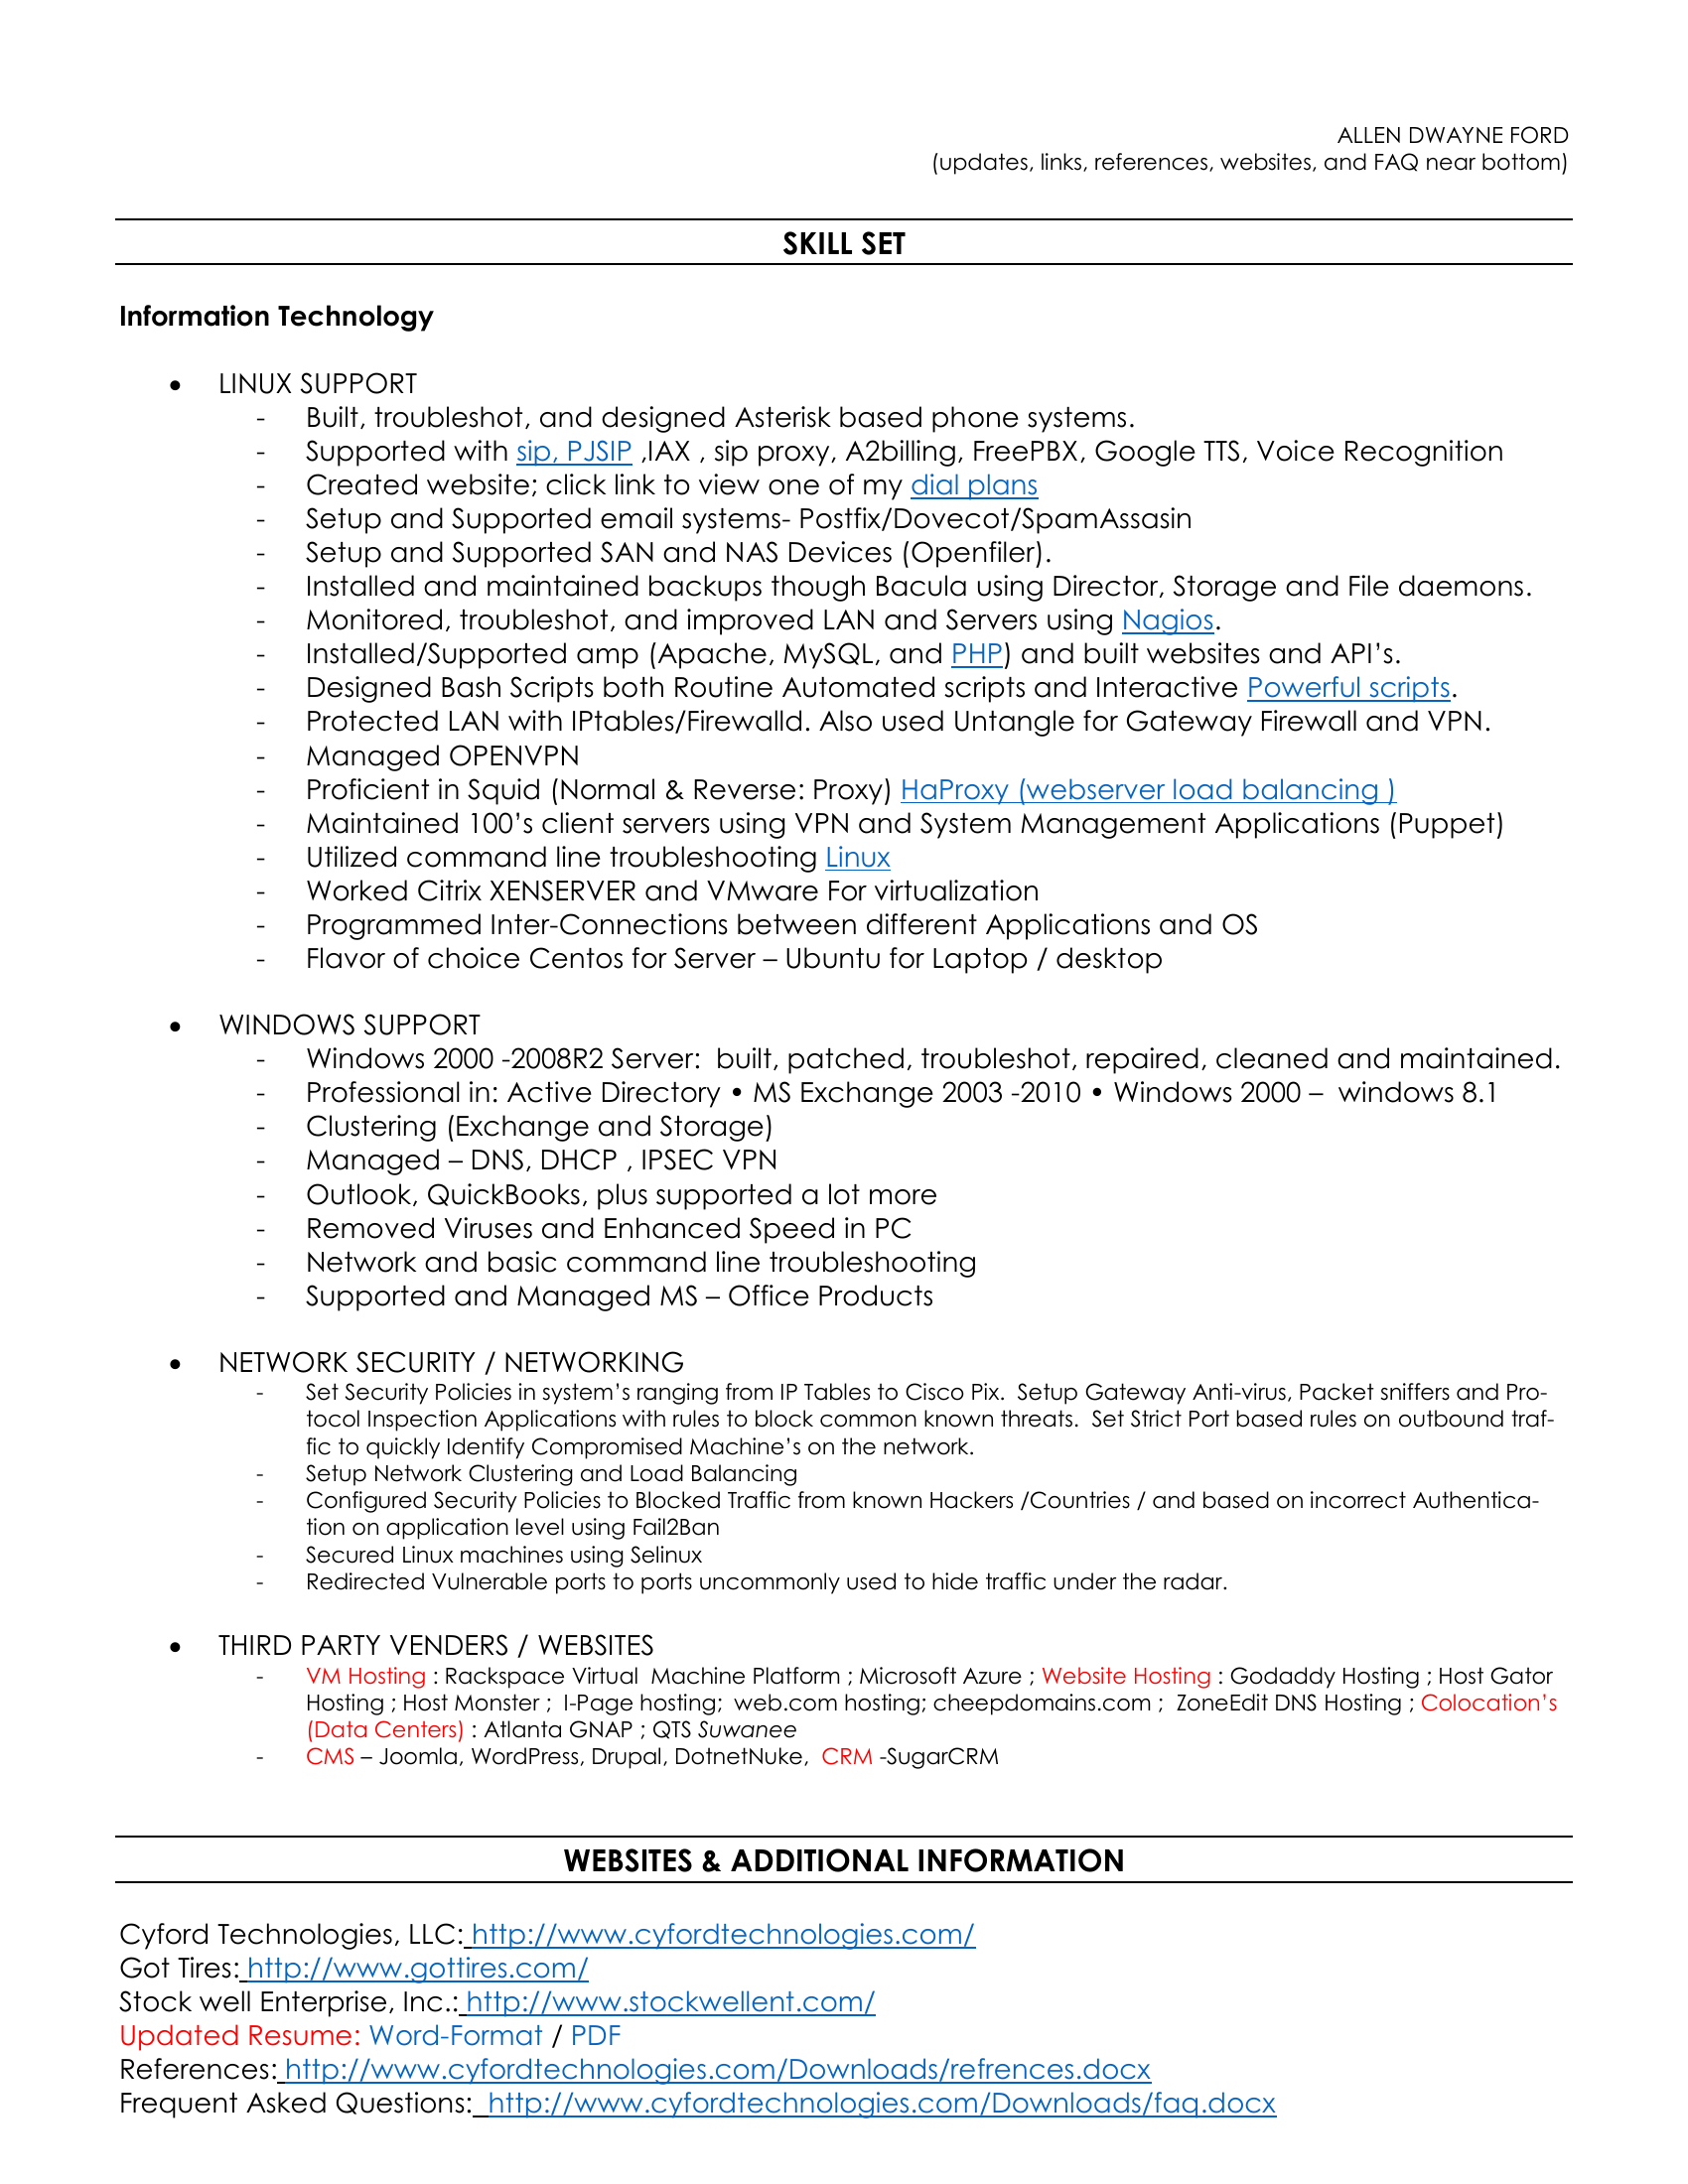 ALLEN DWAYNE FORD
(updates, links, references, websites, and FAQ near bottom)
SKILL SET
Information Technology
• LINUX SUPPORT
- Built, troubleshot, and designed Asterisk based phone systems.
- Supported with sip, PJSIP ,IAX , sip proxy, A2billing, FreePBX, Google TTS, Voice Recognition
- Created website; click link to view one of my dial plans
- Setup and Supported email systems- Postfix/Dovecot/SpamAssasin
- Setup and Supported SAN and NAS Devices (Openfiler).
- Installed and maintained backups though Bacula using Director, Storage and File daemons.
- Monitored, troubleshot, and improved LAN and Servers using Nagios.
- Installed/Supported amp (Apache, MySQL, and PHP) and built websites and API’s.
- Designed Bash Scripts both Routine Automated scripts and Interactive Powerful scripts.
- Protected LAN with IPtables/Firewalld. Also used Untangle for Gateway Firewall and VPN.
- Managed OPENVPN
- Proficient in Squid (Normal & Reverse: Proxy) HaProxy (webserver load balancing )
- Maintained 100’s client servers using VPN and System Management Applications (Puppet)
- Utilized command line troubleshooting Linux
- Worked Citrix XENSERVER and VMware For virtualization
- Programmed Inter-Connections between different Applications and OS
- Flavor of choice Centos for Server – Ubuntu for Laptop / desktop
• WINDOWS SUPPORT
- Windows 2000 -2008R2 Server:  built, patched, troubleshot, repaired, cleaned and maintained.
- Professional in: Active Directory • MS Exchange 2003 -2010 • Windows 2000 –  windows 8.1
- Clustering (Exchange and Storage)
- Managed – DNS, DHCP , IPSEC VPN
- Outlook, QuickBooks, plus supported a lot more
- Removed Viruses and Enhanced Speed in PC
- Network and basic command line troubleshooting
- Supported and Managed MS – Office Products
• NETWORK SECURITY / NETWORKING
- Set Security Policies in system’s ranging from IP Tables to Cisco Pix.  Setup Gateway Anti-virus, Packet sniffers and Pro-
tocol Inspection Applications with rules to block common known threats.  Set Strict Port based rules on outbound traf-
fic to quickly Identify Compromised Machine’s on the network.
- Setup Network Clustering and Load Balancing
- Configured Security Policies to Blocked Traffic from known Hackers /Countries / and based on incorrect Authentica-
tion on application level using Fail2Ban
- Secured Linux machines using Selinux
- Redirected Vulnerable ports to ports uncommonly used to hide traffic under the radar.
• THIRD PARTY VENDERS / WEBSITES
- VM Hosting : Rackspace Virtual  Machine Platform ; Microsoft Azure ; Website Hosting : Godaddy Hosting ; Host Gator
Hosting ; Host Monster ;  I-Page hosting;  web.com hosting; cheepdomains.com ;  ZoneEdit DNS Hosting ; Colocation’s
(Data Centers) : Atlanta GNAP ; QTS Suwanee
- CMS – Joomla, WordPress, Drupal, DotnetNuke,  CRM -SugarCRM
WEBSITES & ADDITIONAL INFORMATION
Cyford Technologies, LLC: http://www.cyfordtechnologies.com/
Got Tires: http://www.gottires.com/
Stock well Enterprise, Inc.: http://www.stockwellent.com/
Updated Resume: Word-Format / PDF
References: http://www.cyfordtechnologies.com/Downloads/refrences.docx
Frequent Asked Questions:  http://www.cyfordtechnologies.com/Downloads/faq.docx